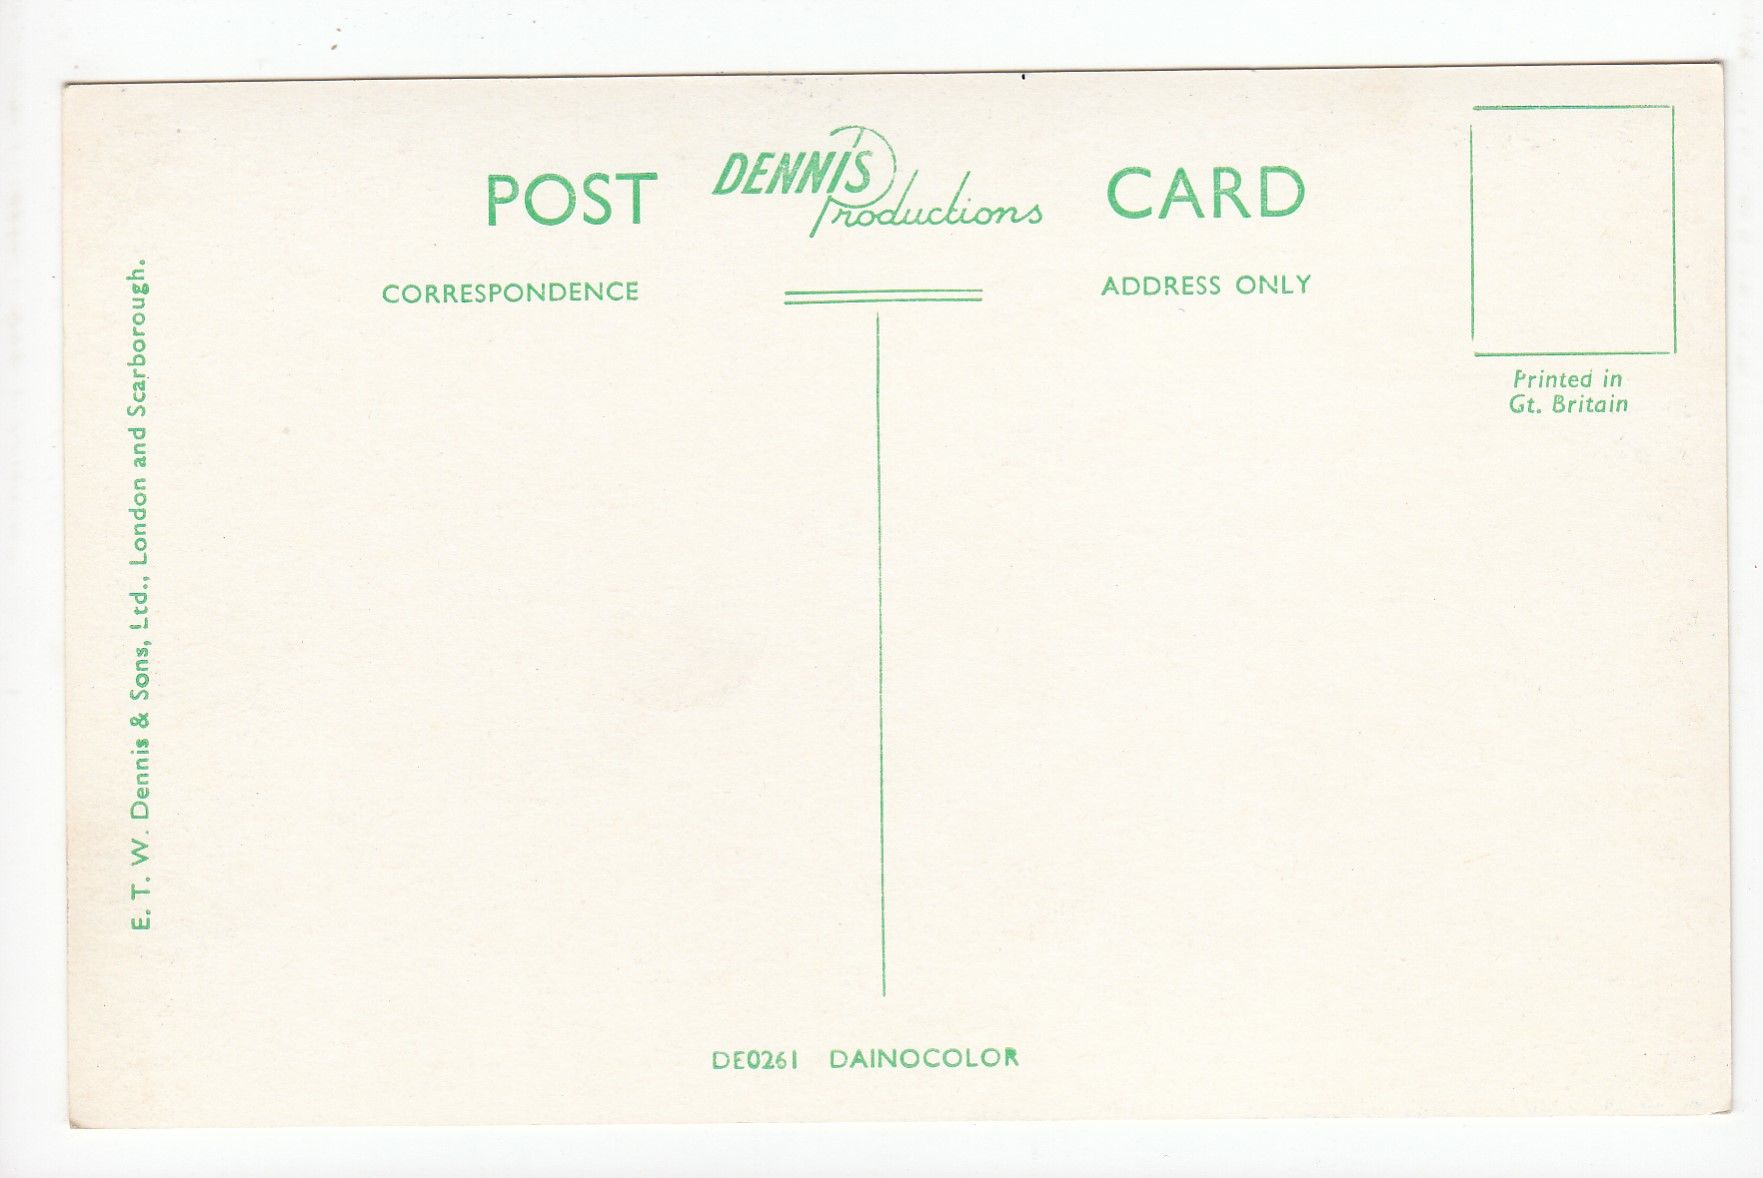 POST DENNIS Productions CARD
CORRESPONDENCE
ADDRESS ONLY
Printed in
Gt. Britain
E. T. W. Dennis & Sons, Ltd., London and Scarborough.
DE0261 DAINOCOLOR